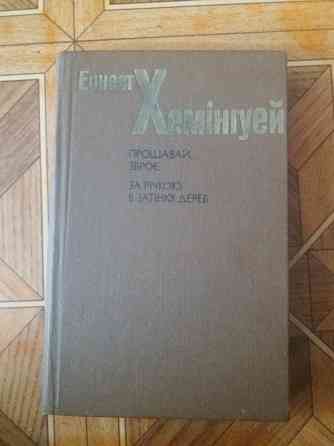 Ернест
Хемінгуей
ПРОЩАВАЙ,
ЗБРОЄ
ЗА РІЧКОЮ,
В ЗАТІНКУ ДЕРЕВ